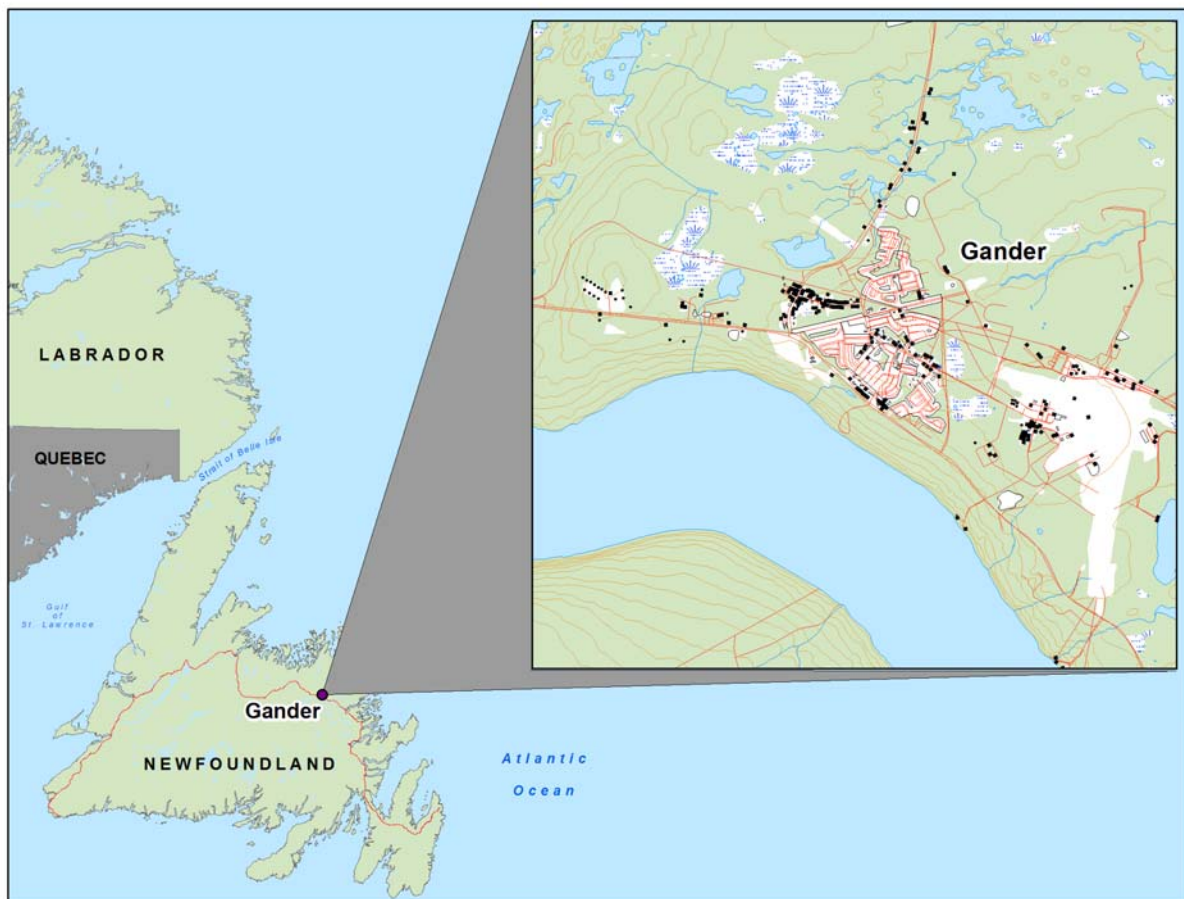 Gander
LABRADOR
QUEBEC
Strait of Belle Isle
Gulf
of
St. Lawrence
Gander
NEWFOUNDLAND
Atlantic
Ocean